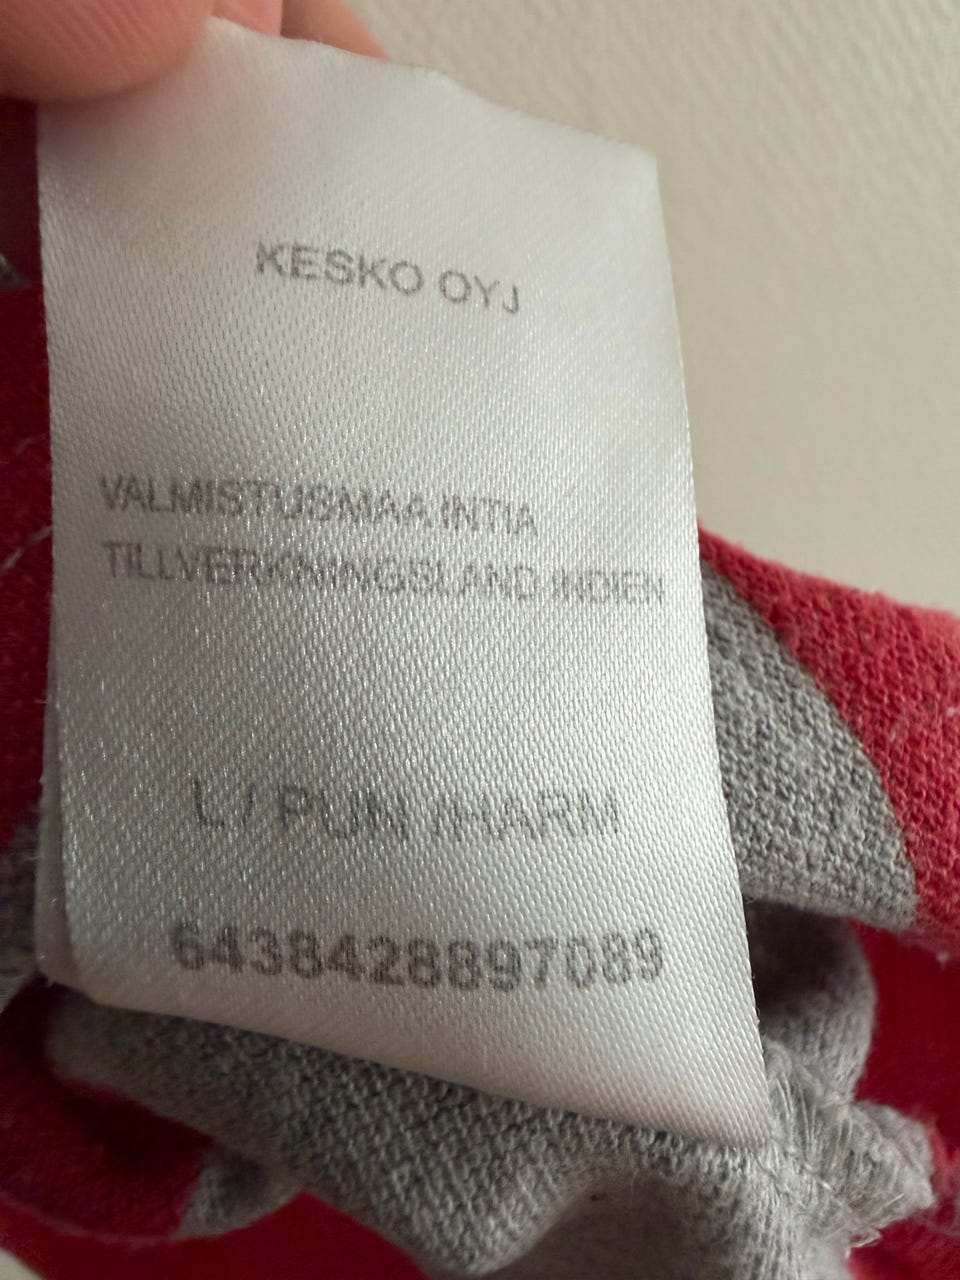 KESKO OYJ
VALMISTUSMAA INTIA
TILLVERKNINGSLAND INDIEN
L / PUN /HARM
6438428897089